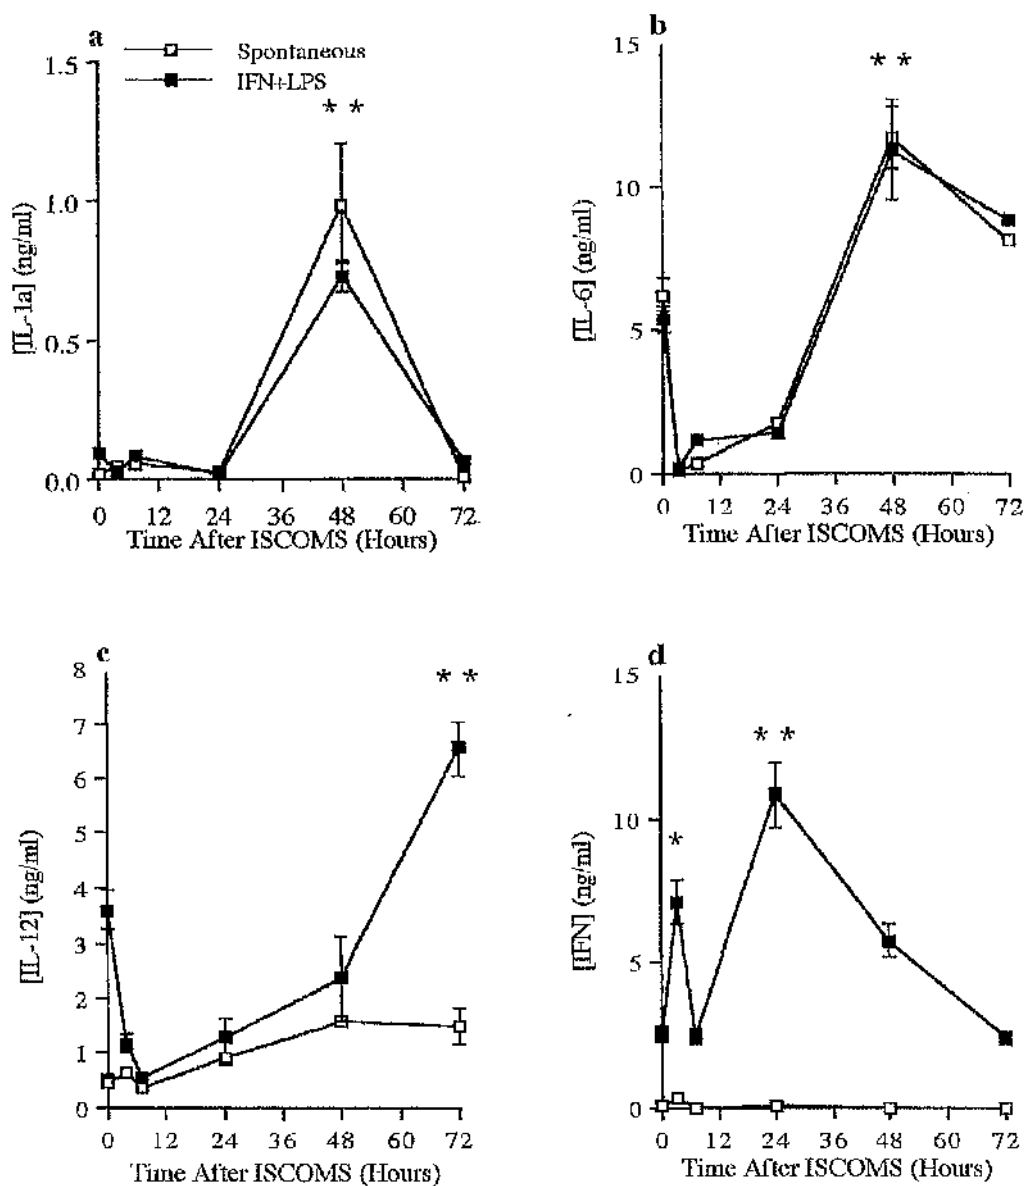 a
Spontaneous
IFN+LPS
1.5
1.0
0.5
0.0
* *
[IL-1a] (ng/ml)
0 12 24 36 48 60 72
Time After ISCOMS (Hours)
b
15
10
5
0
* *
[IL-6] (ng/ml)
0 12 24 36 48 60 72
Time After ISCOMS (Hours)
c
8
7
6
5
4
3
2
1
0
* *
[IL-12] (ng/ml)
0 12 24 36 48 60 72
Time After ISCOMS (Hours)
d
15
10
5
0
*
* *
[IFN] (ng/ml)
0 12 24 36 48 60 72
Time After ISCOMS (Hours)